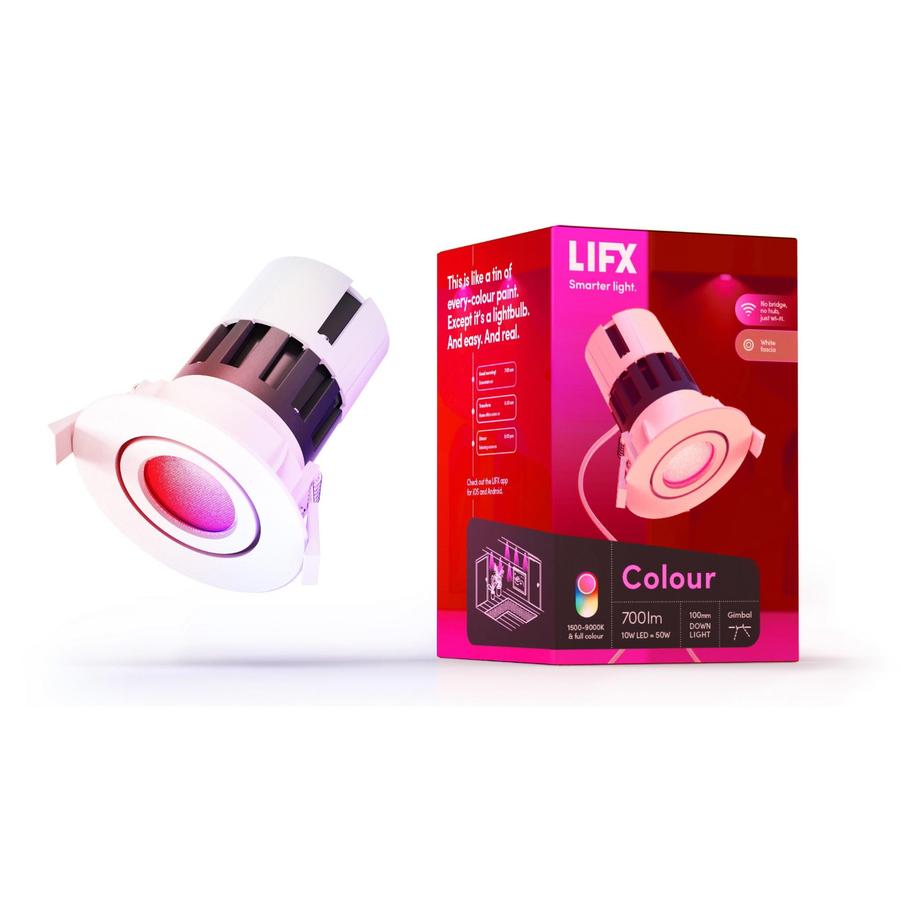 This is like a tin of
every-colour paint.
Except it's a lightbulb.
And easy. And real.
Good morning!
Check out the LIFX app
for iOS and Android.
LIFX
Smarter light.
No bridge,
no hub,
just wi-fi.
White
fascia
Colour
1500-9000K
& full colour
700lm
10W LED = 50W
100mm
DOWN
LIGHT
Gimbal